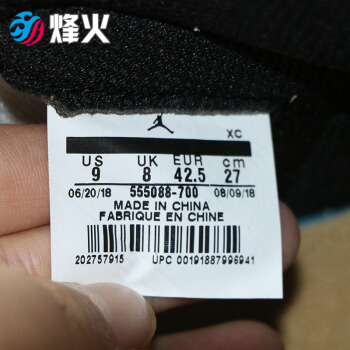 烽火
XC
US UK EUR cm
9 8 42.5 27
06/20/18 555088-700 08/09/18
MADE IN CHINA
FABRIQUE EN CHINE
202757915 UPC 00191887996941